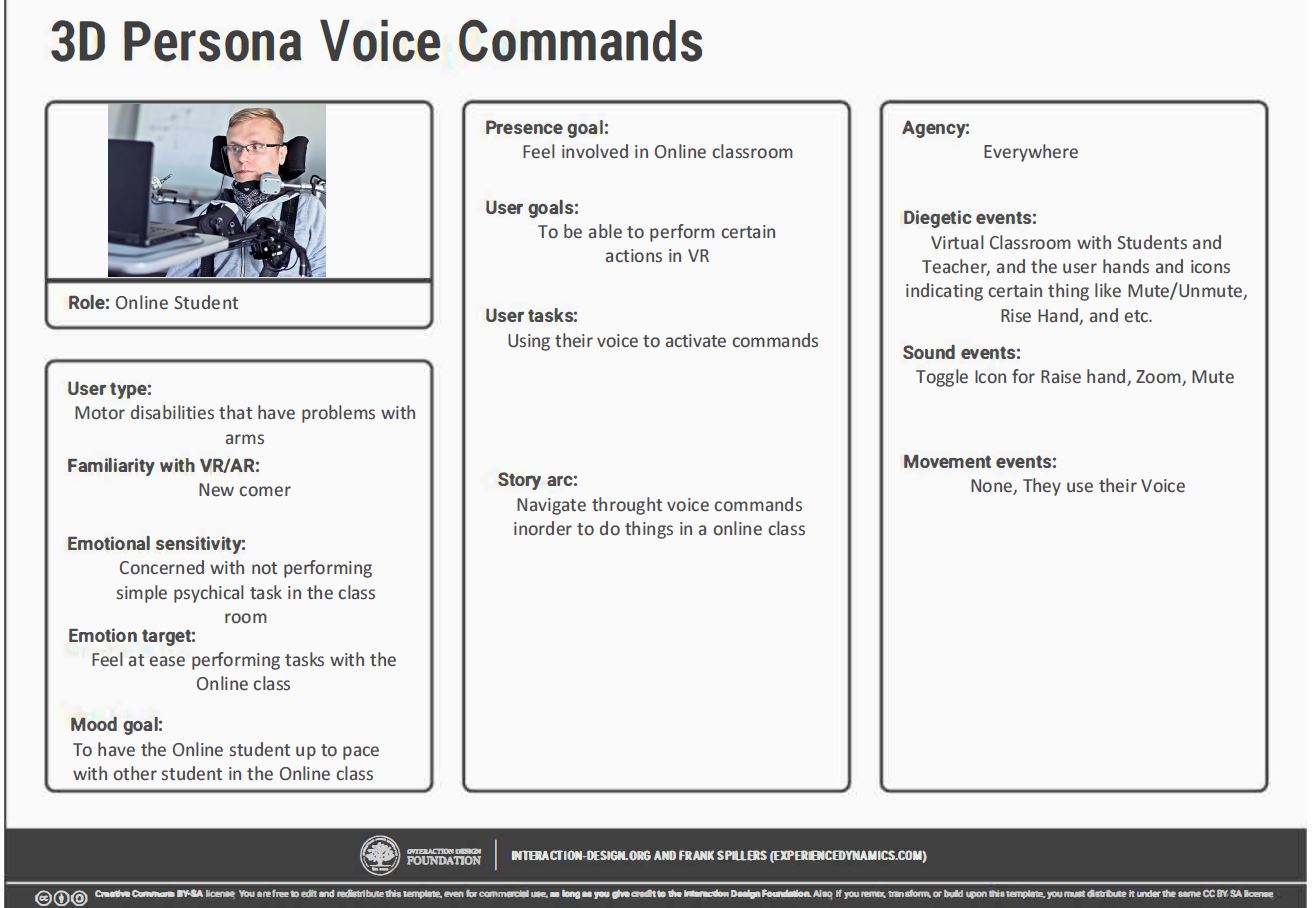 3D Persona Voice Commands
Role: Online Student
User type:
Motor disabilities that have problems with
arms
Familiarity with VR/AR:
New comer
Emotional sensitivity:
Concerned with not performing
simple psychical task in the class
room
Emotion target:
Feel at ease performing tasks with the
Online class
Mood goal:
To have the Online student up to pace
with other student in the Online class
Presence goal:
Feel involved in Online classroom
User goals:
To be able to perform certain
actions in VR
User tasks:
Using their voice to activate commands
Story arc:
Navigate throught voice commands
inorder to do things in a online class
Agency:
Everywhere
Diegetic events:
Virtual Classroom with Students and
Teacher, and the user hands and icons
indicating certain thing like Mute/Unmute,
Rise Hand, and etc.
Sound events:
Toggle Icon for Raise hand, Zoom, Mute
Movement events:
None, They use their Voice
INTERACTION DESIGN
FOUNDATION
INTERACTION-DESIGN.ORG AND FRANK SPILLERS (EXPERIENCEDYNAMICS.COM)
Creative Commons BY-SA license. You are free to edit and redistribute this template, even for commercial use, as long as you give credit to the Interaction Design Foundation. Also, if you remix, transform, or build upon this template, you must distribute it under the same CC BY-SA license.